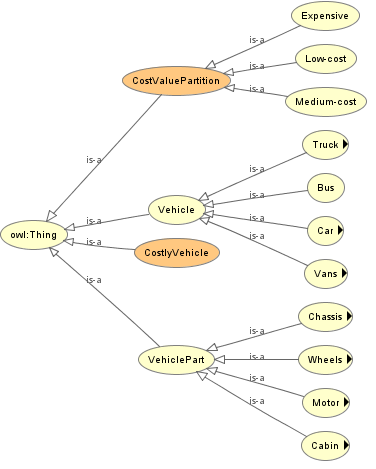 Expensive
is-a
Low-cost
is-a
CostValuePartition
is-a
Medium-cost
is-a
Truck
is-a
Bus
is-a
Vehicle
is-a
Car
is-a
owl:Thing
is-a
CostlyVehicle
is-a
Vans
is-a
Chassis
is-a
VehiclePart
is-a
Wheels
is-a
Motor
is-a
Cabin
is-a